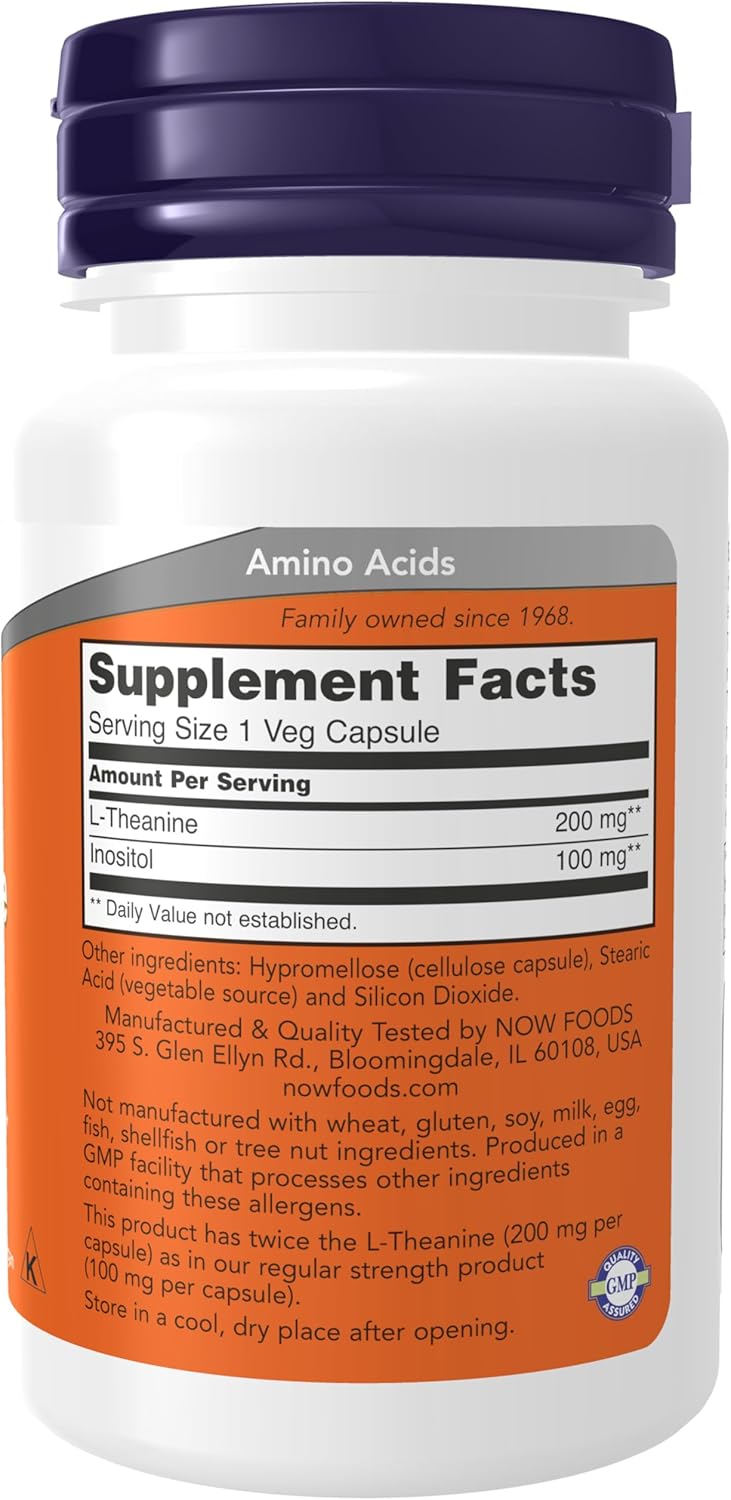 Amino Acids
Family owned since 1968.
Supplement Facts
Serving Size 1 Veg Capsule
Amount Per Serving
L-Theanine 200 mg**
Inositol 100 mg**
** Daily Value not established.
Other ingredients: Hypromellose (cellulose capsule), Stearic
Acid (vegetable source) and Silicon Dioxide.
Manufactured & Quality Tested by NOW FOODS
395 S. Glen Ellyn Rd., Bloomingdale, IL 60108, USA
nowfoods.com
Not manufactured with wheat, gluten, soy, milk, egg,
fish, shellfish or tree nut ingredients. Produced in a
GMP facility that processes other ingredients
containing these allergens.
This product has twice the L-Theanine (200 mg per
capsule) as in our regular strength product
(100 mg per capsule).
Store in a cool, dry place after opening.
K
QUALITY
GMP
ASSURED